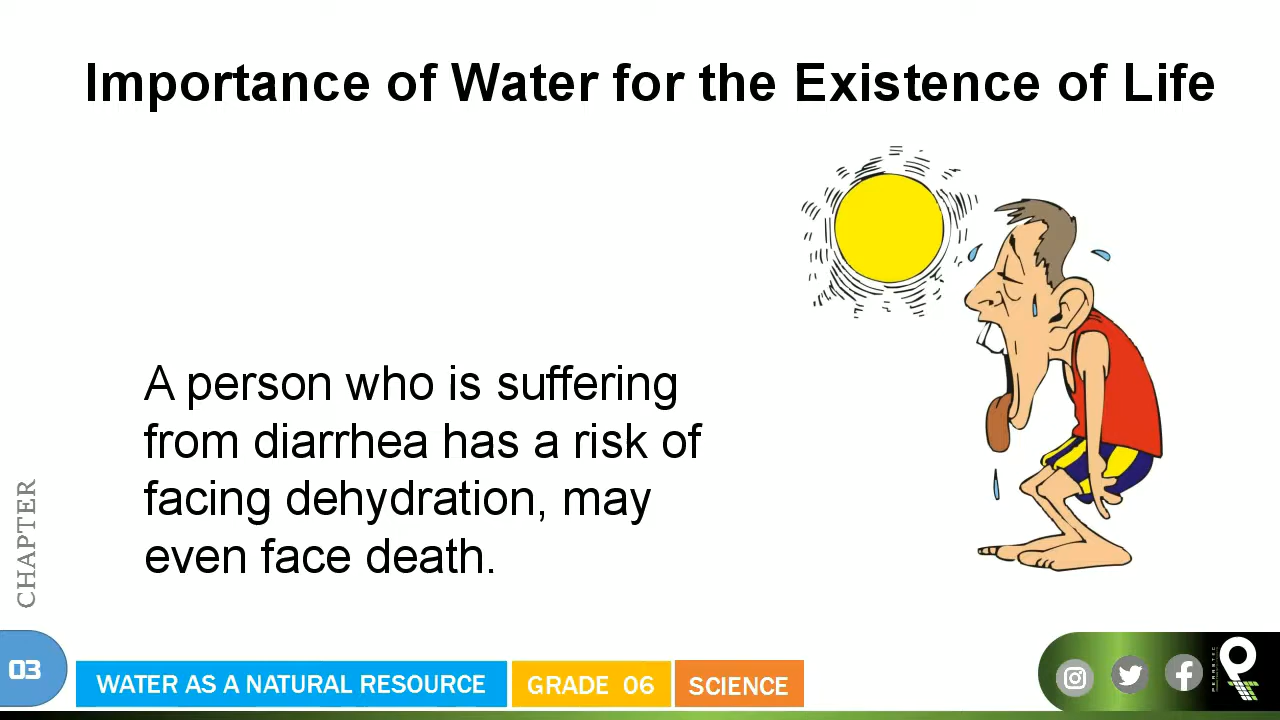 Importance of Water for the Existence of Life
A person who is suffering
from diarrhea has a risk of
facing dehydration, may
even face death.
CHAPTER
03
WATER AS A NATURAL RESOURCE
GRADE 06
SCIENCE